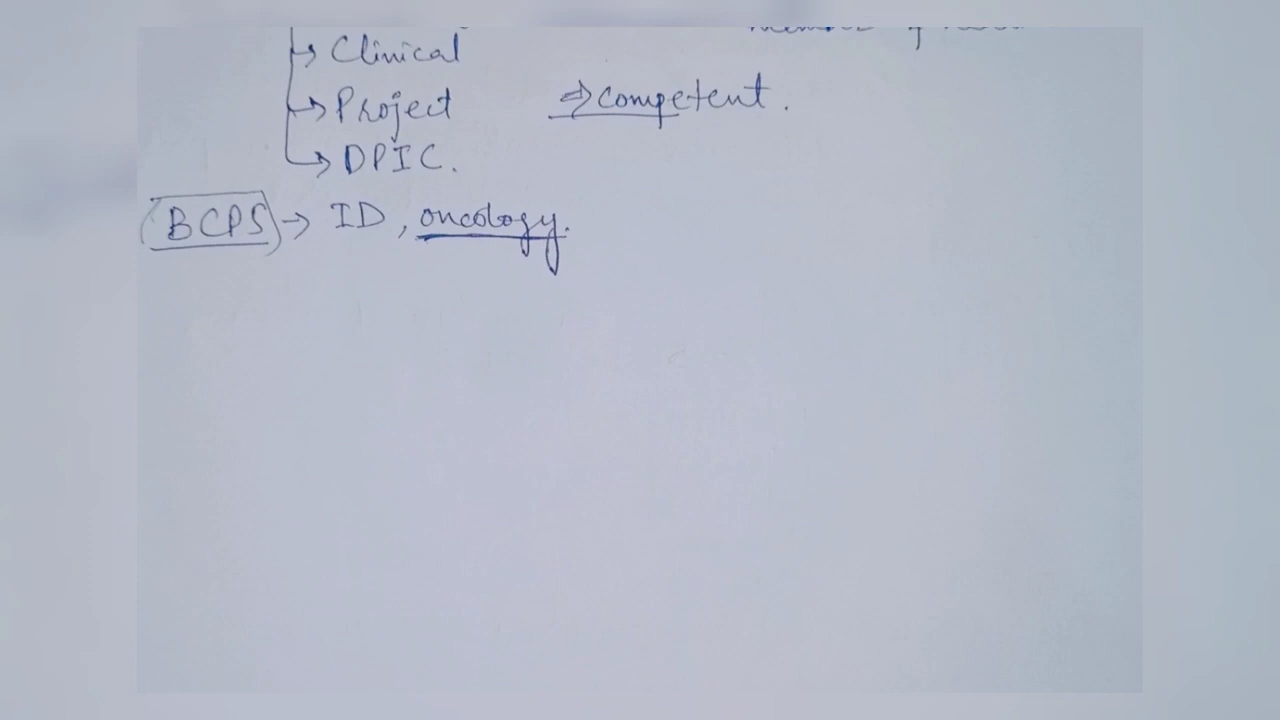 → Clinical
→ Project ⇒ competent.
→ DPIC.
BCPS → ID, oncology.